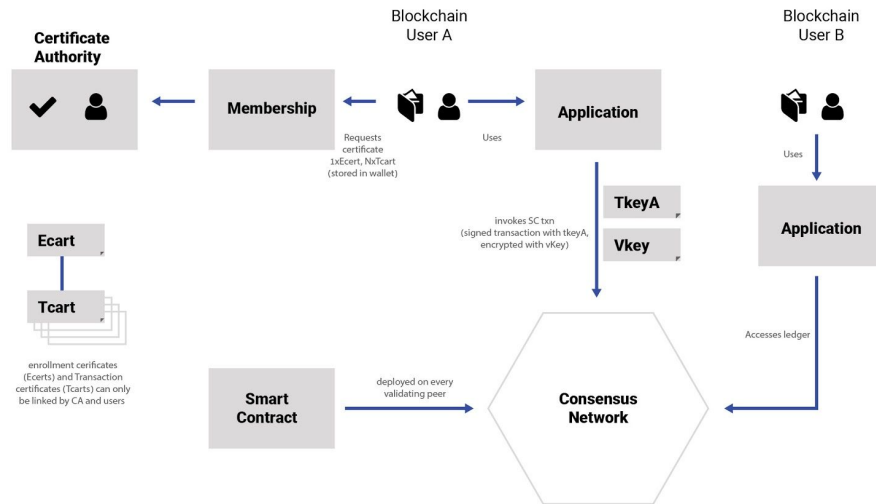 Blockchain
User A
Blockchain
User B
Certificate
Authority
Membership
Application
Requests
certificate
1xEcert, NxTcart
(stored in wallet)
Uses
Uses
TkeyA
Vkey
invokes SC txn
(signed transaction with tkeyA,
encrypted with vKey)
Application
Ecart
Tcart
enrollment cerificates
(Ecerts) and Transaction
certificates (Tcarts) can only
be linked by CA and users
Accesses ledger
Smart
Contract
deployed on every
validating peer
Consensus
Network